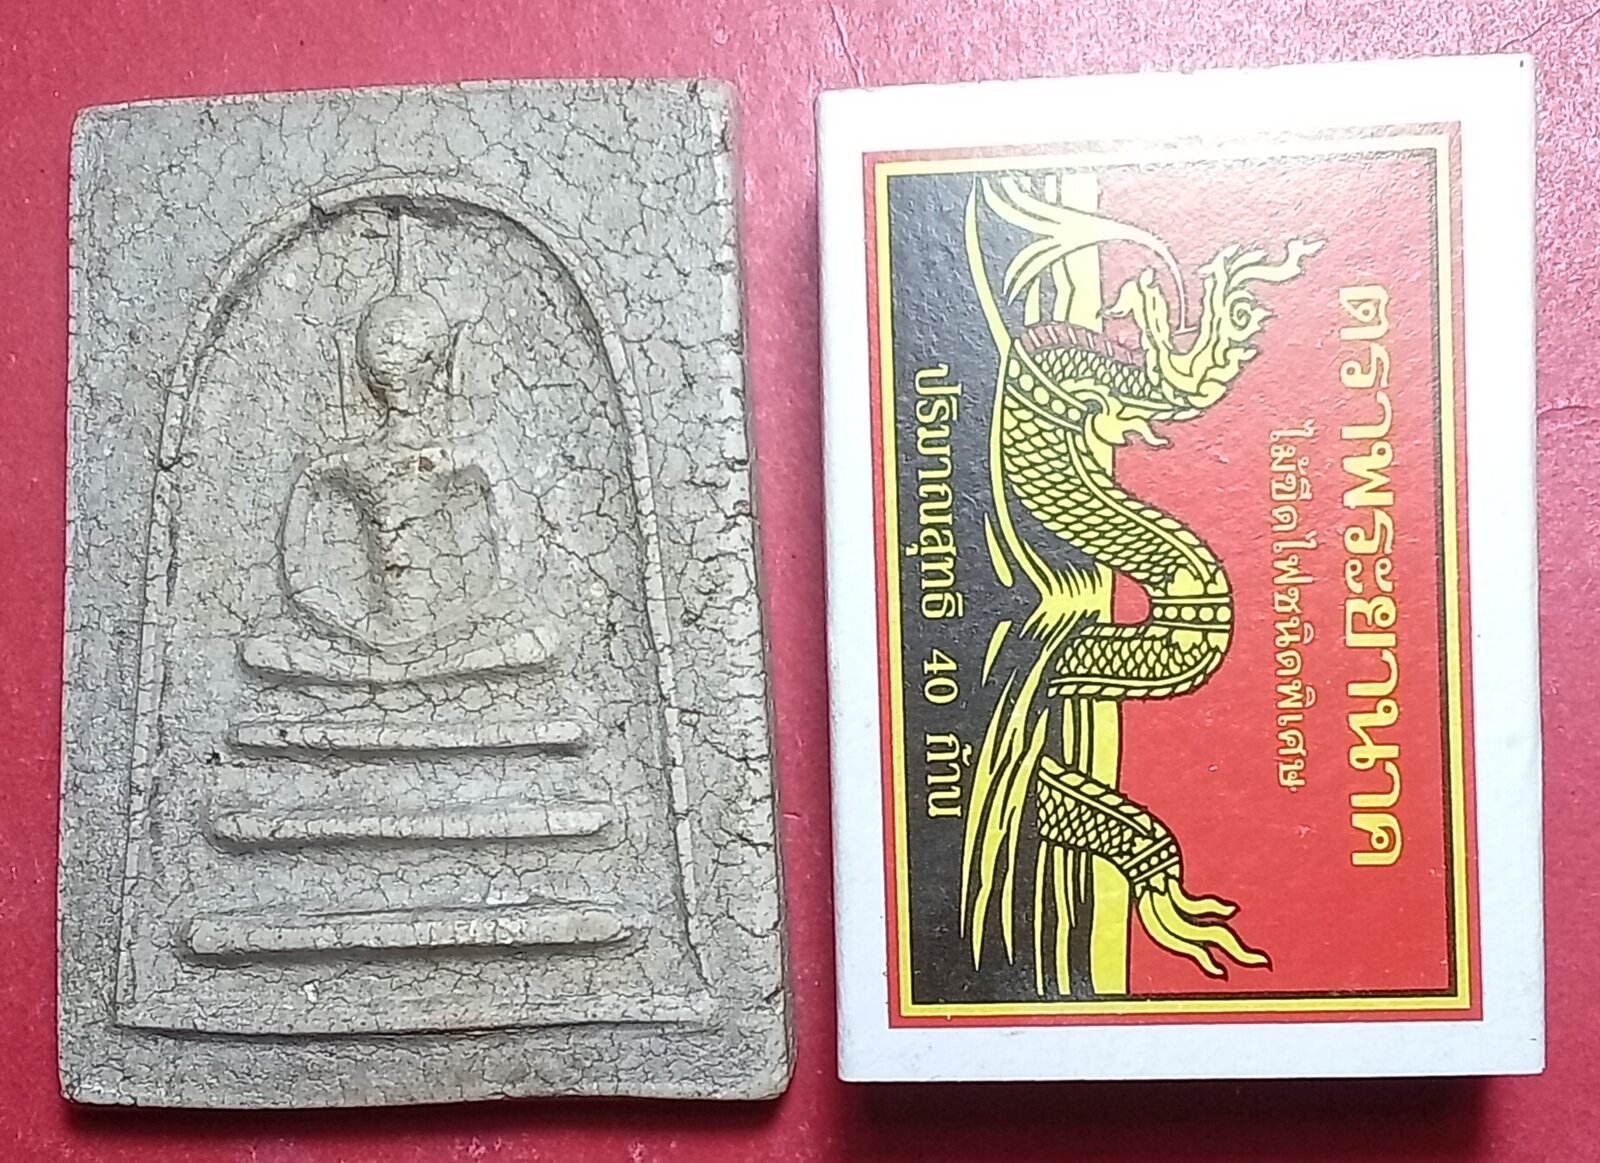 ตราพระยานาค
ไม้ขีดไฟชนิดพิเศษ
ปริมาณสุทธิ 40 ก้าน